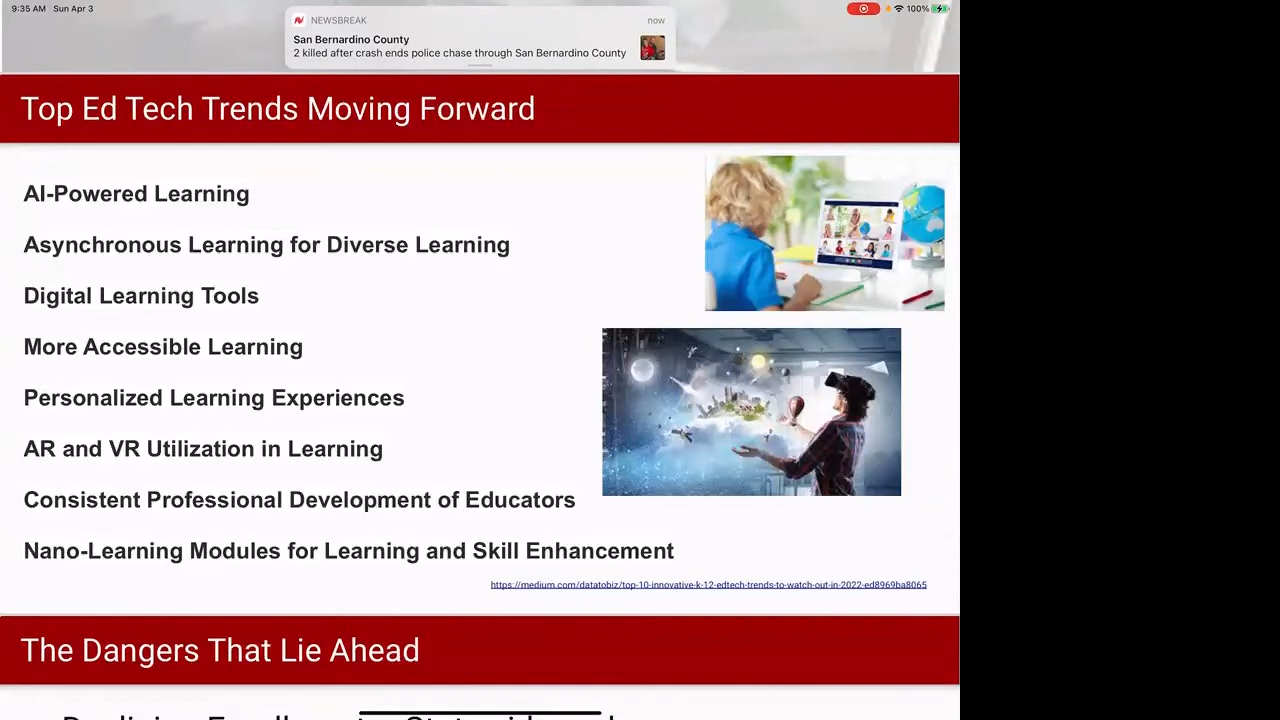 9:35 AM Sun Apr 3
100%
NEWSBREAK now
San Bernardino County
2 killed after crash ends police chase through San Bernardino County
Top Ed Tech Trends Moving Forward
AI-Powered Learning
Asynchronous Learning for Diverse Learning
Digital Learning Tools
More Accessible Learning
Personalized Learning Experiences
AR and VR Utilization in Learning
Consistent Professional Development of Educators
Nano-Learning Modules for Learning and Skill Enhancement
https://medium.com/datatobiz/top-10-innovative-k-12-edtech-trends-to-watch-out-in-2022-ed8969ba8065
The Dangers That Lie Ahead